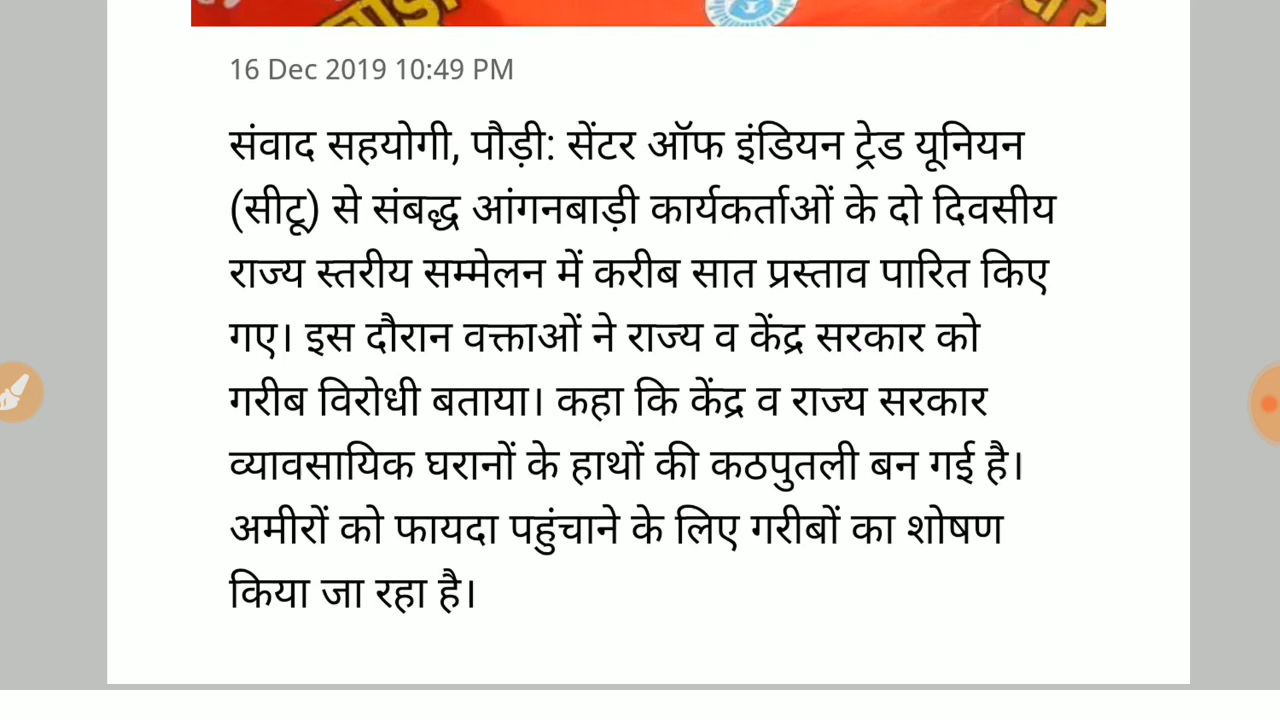 16 Dec 2019 10:49 PM
संवाद सहयोगी, पौड़ी: सेंटर ऑफ इंडियन ट्रेड यूनियन
(सीटू) से संबद्ध आंगनबाड़ी कार्यकर्ताओं के दो दिवसीय
राज्य स्तरीय सम्मेलन में करीब सात प्रस्ताव पारित किए
गए। इस दौरान वक्ताओं ने राज्य व केंद्र सरकार को
गरीब विरोधी बताया। कहा कि केंद्र व राज्य सरकार
व्यावसायिक घरानों के हाथों की कठपुतली बन गई है।
अमीरों को फायदा पहुंचाने के लिए गरीबों का शोषण
किया जा रहा है।